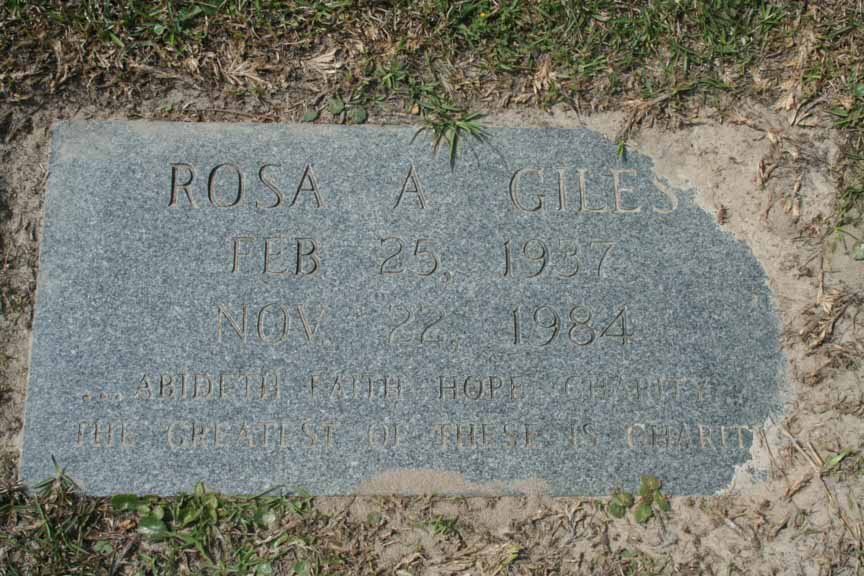 ROSA A GILES
FEB 25, 1937
NOV. 22, 1984
...ABIDETH FAITH HOPE CHARITY...
THE GREATEST OF THESE IS CHARITY